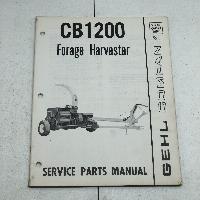 CB1200
Forage Harvester
GEHL
SERVICE PARTS MANUAL